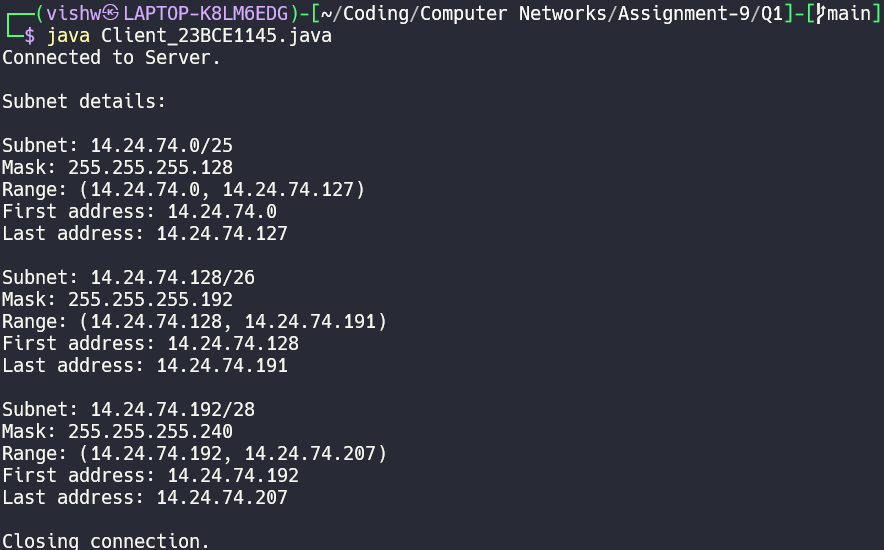 ┌──(vishw㉿LAPTOP-K8LM6EDG)-[~/Coding/Computer Networks/Assignment-9/Q1]-[main]
└─$ java Client_23BCE1145.java
Connected to Server.
Subnet details:
Subnet: 14.24.74.0/25
Mask: 255.255.255.128
Range: (14.24.74.0, 14.24.74.127)
First address: 14.24.74.0
Last address: 14.24.74.127
Subnet: 14.24.74.128/26
Mask: 255.255.255.192
Range: (14.24.74.128, 14.24.74.191)
First address: 14.24.74.128
Last address: 14.24.74.191
Subnet: 14.24.74.192/28
Mask: 255.255.255.240
Range: (14.24.74.192, 14.24.74.207)
First address: 14.24.74.192
Last address: 14.24.74.207
Closing connection.